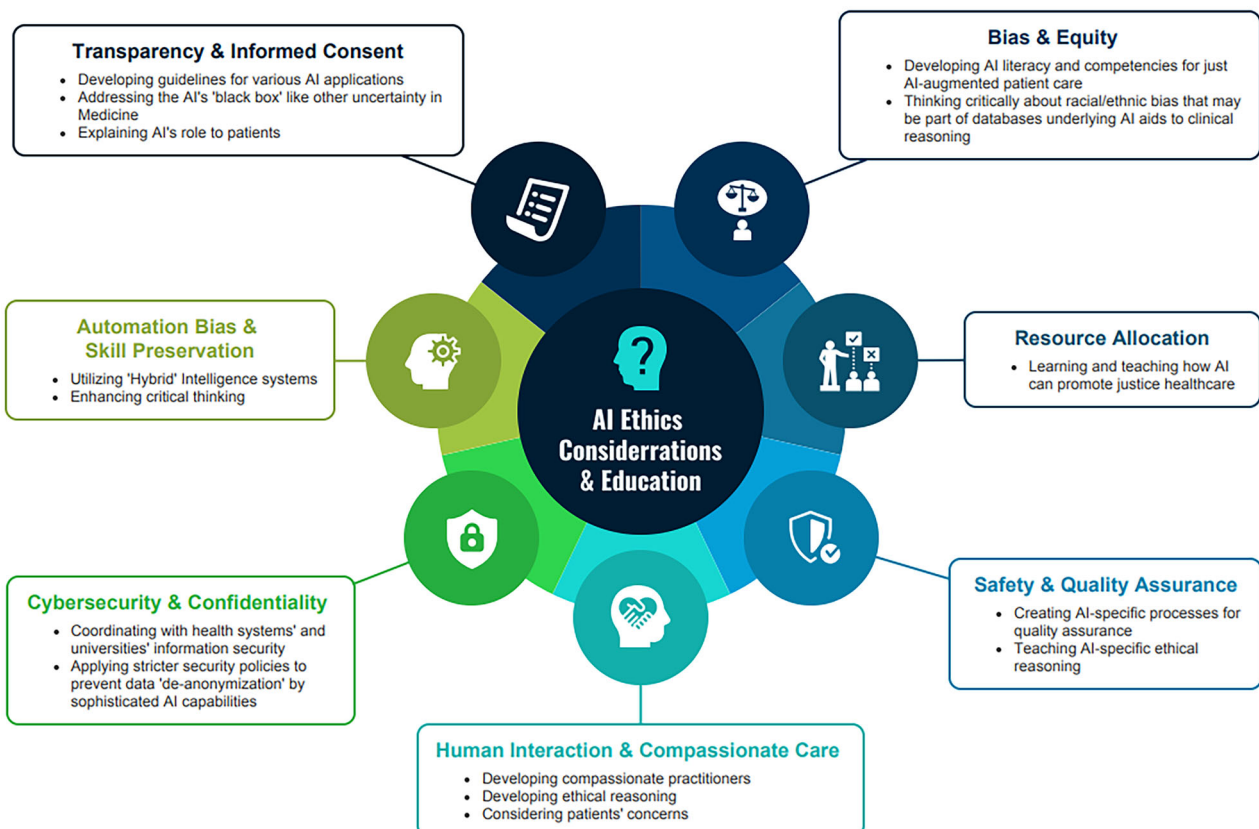 Transparency & Informed Consent
• Developing guidelines for various AI applications
• Addressing the AI's 'black box' like other uncertainty in
Medicine
• Explaining AI's role to patients
Bias & Equity
• Developing AI literacy and competencies for just
AI-augmented patient care
• Thinking critically about racial/ethnic bias that may
be part of databases underlying AI aids to clinical
reasoning
Automation Bias &
Skill Preservation
• Utilizing 'Hybrid' Intelligence systems
• Enhancing critical thinking
?
AI Ethics
Considerrations
& Education
Resource Allocation
• Learning and teaching how AI
can promote justice healthcare
Cybersecurity & Confidentiality
• Coordinating with health systems' and
universities' information security
• Applying stricter security policies to
prevent data 'de-anonymization' by
sophisticated AI capabilities
Safety & Quality Assurance
• Creating AI-specific processes for
quality assurance
• Teaching AI-specific ethical
reasoning
Human Interaction & Compassionate Care
• Developing compassionate practitioners
• Developing ethical reasoning
• Considering patients' concerns